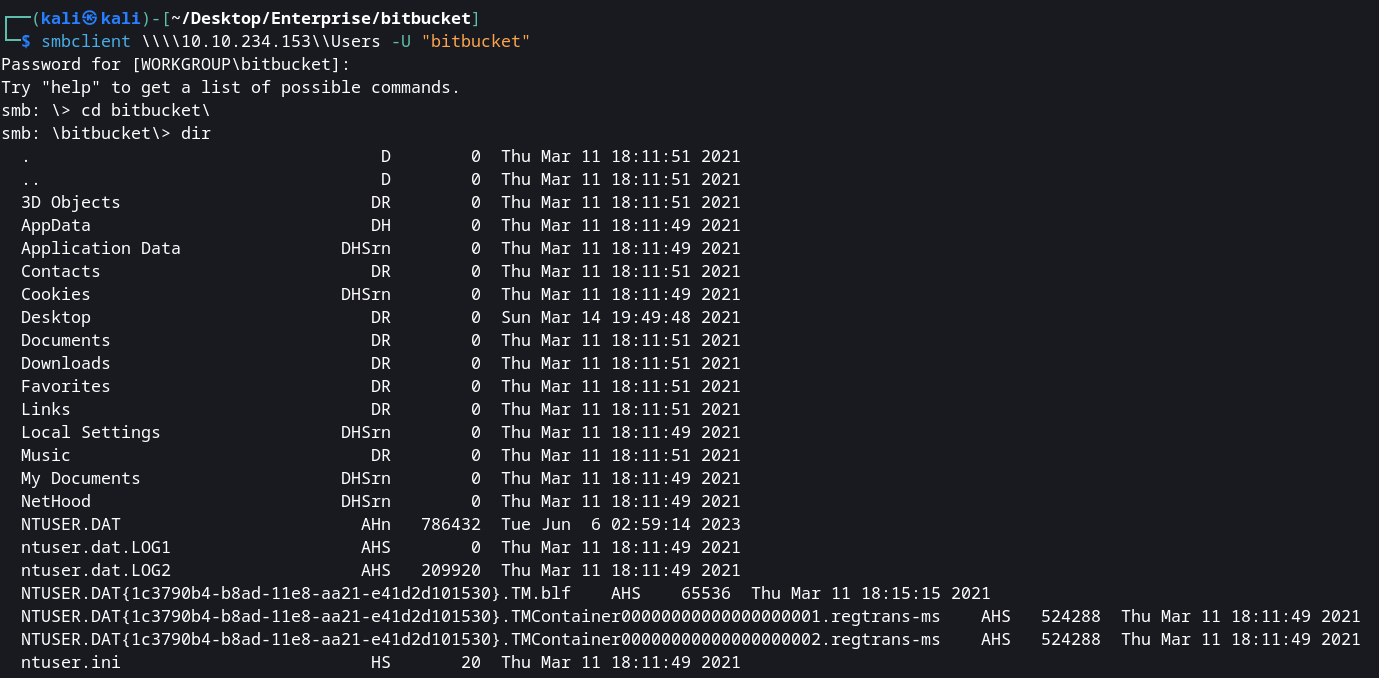 ┌──(kali㉿kali)-[~/Desktop/Enterprise/bitbucket]
└─$ smbclient \\\\10.10.234.153\\Users -U "bitbucket"
Password for [WORKGROUP\bitbucket]:
Try "help" to get a list of possible commands.
smb: \> cd bitbucket\
smb: \bitbucket\> dir
  .                                   D        0  Thu Mar 11 18:11:51 2021
  ..                                  D        0  Thu Mar 11 18:11:51 2021
  3D Objects                         DR        0  Thu Mar 11 18:11:51 2021
  AppData                            DH        0  Thu Mar 11 18:11:49 2021
  Application Data                DHSrn        0  Thu Mar 11 18:11:49 2021
  Contacts                           DR        0  Thu Mar 11 18:11:51 2021
  Cookies                         DHSrn        0  Thu Mar 11 18:11:49 2021
  Desktop                            DR        0  Sun Mar 14 19:49:48 2021
  Documents                          DR        0  Thu Mar 11 18:11:51 2021
  Downloads                          DR        0  Thu Mar 11 18:11:51 2021
  Favorites                          DR        0  Thu Mar 11 18:11:51 2021
  Links                              DR        0  Thu Mar 11 18:11:51 2021
  Local Settings                  DHSrn        0  Thu Mar 11 18:11:49 2021
  Music                              DR        0  Thu Mar 11 18:11:51 2021
  My Documents                    DHSrn        0  Thu Mar 11 18:11:49 2021
  NetHood                         DHSrn        0  Thu Mar 11 18:11:49 2021
  NTUSER.DAT                        AHn   786432  Tue Jun  6 02:59:14 2023
  ntuser.dat.LOG1                   AHS        0  Thu Mar 11 18:11:49 2021
  ntuser.dat.LOG2                   AHS   209920  Thu Mar 11 18:11:49 2021
  NTUSER.DAT{1c3790b4-b8ad-11e8-aa21-e41d2d101530}.TM.blf    AHS    65536  Thu Mar 11 18:15:15 2021
  NTUSER.DAT{1c3790b4-b8ad-11e8-aa21-e41d2d101530}.TMContainer00000000000000000001.regtrans-ms    AHS   524288  Thu Mar 11 18:11:49 2021
  NTUSER.DAT{1c3790b4-b8ad-11e8-aa21-e41d2d101530}.TMContainer00000000000000000002.regtrans-ms    AHS   524288  Thu Mar 11 18:11:49 2021
  ntuser.ini                         HS       20  Thu Mar 11 18:11:49 2021